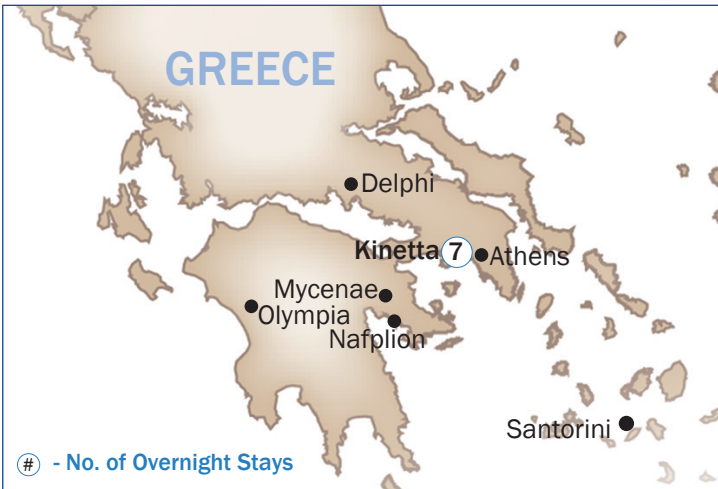 GREECE
Delphi
Kinetta 7
Athens
Mycenae
Olympia
Nafplion
Santorini
# - No. of Overnight Stays